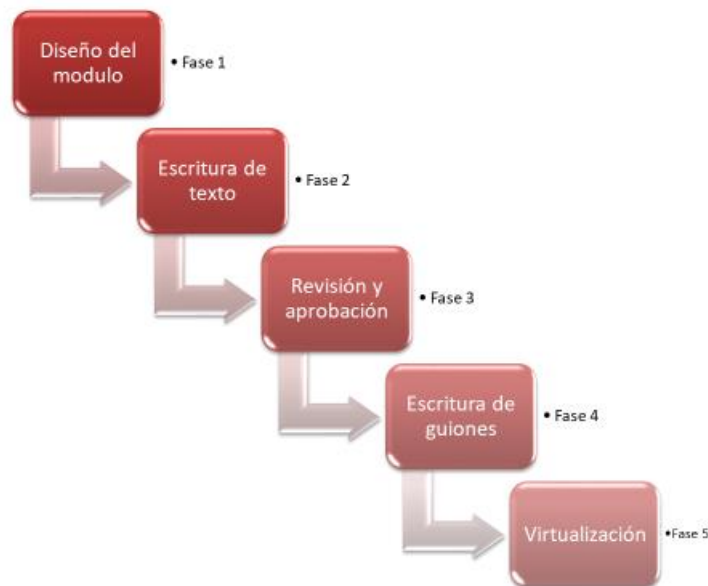 Diseño del
modulo
• Fase 1
Escritura de
texto
• Fase 2
Revisión y
aprobación
• Fase 3
Escritura de
guiones
• Fase 4
Virtualización
•Fase 5